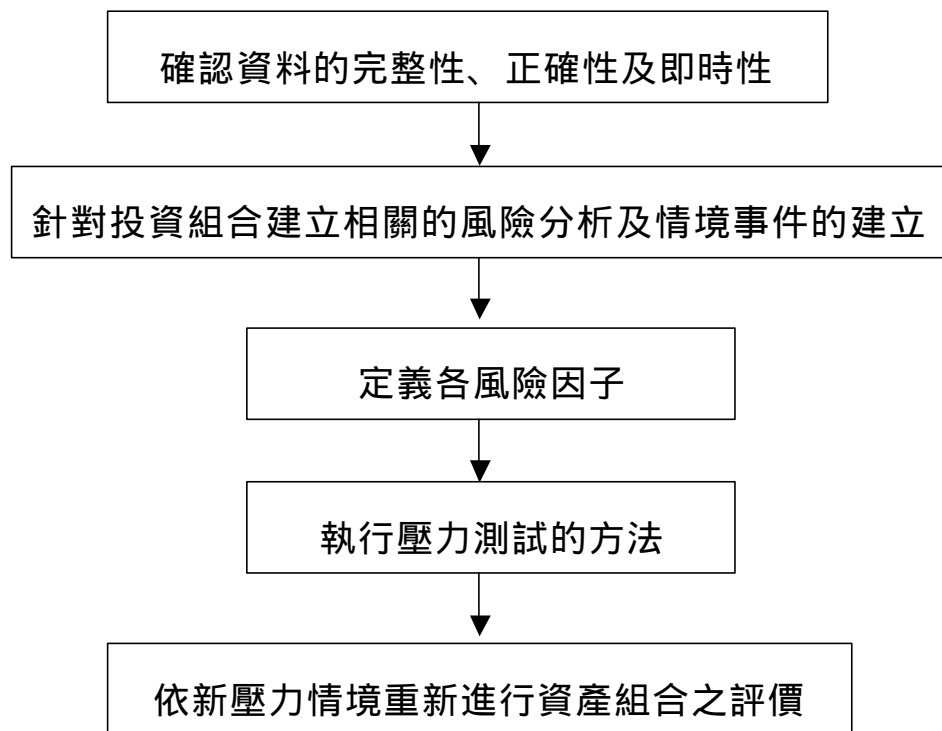 確認資料的完整性、正確性及即時性
針對投資組合建立相關的風險分析及情境事件的建立
定義各風險因子
執行壓力測試的方法
依新壓力情境重新進行資產組合之評價